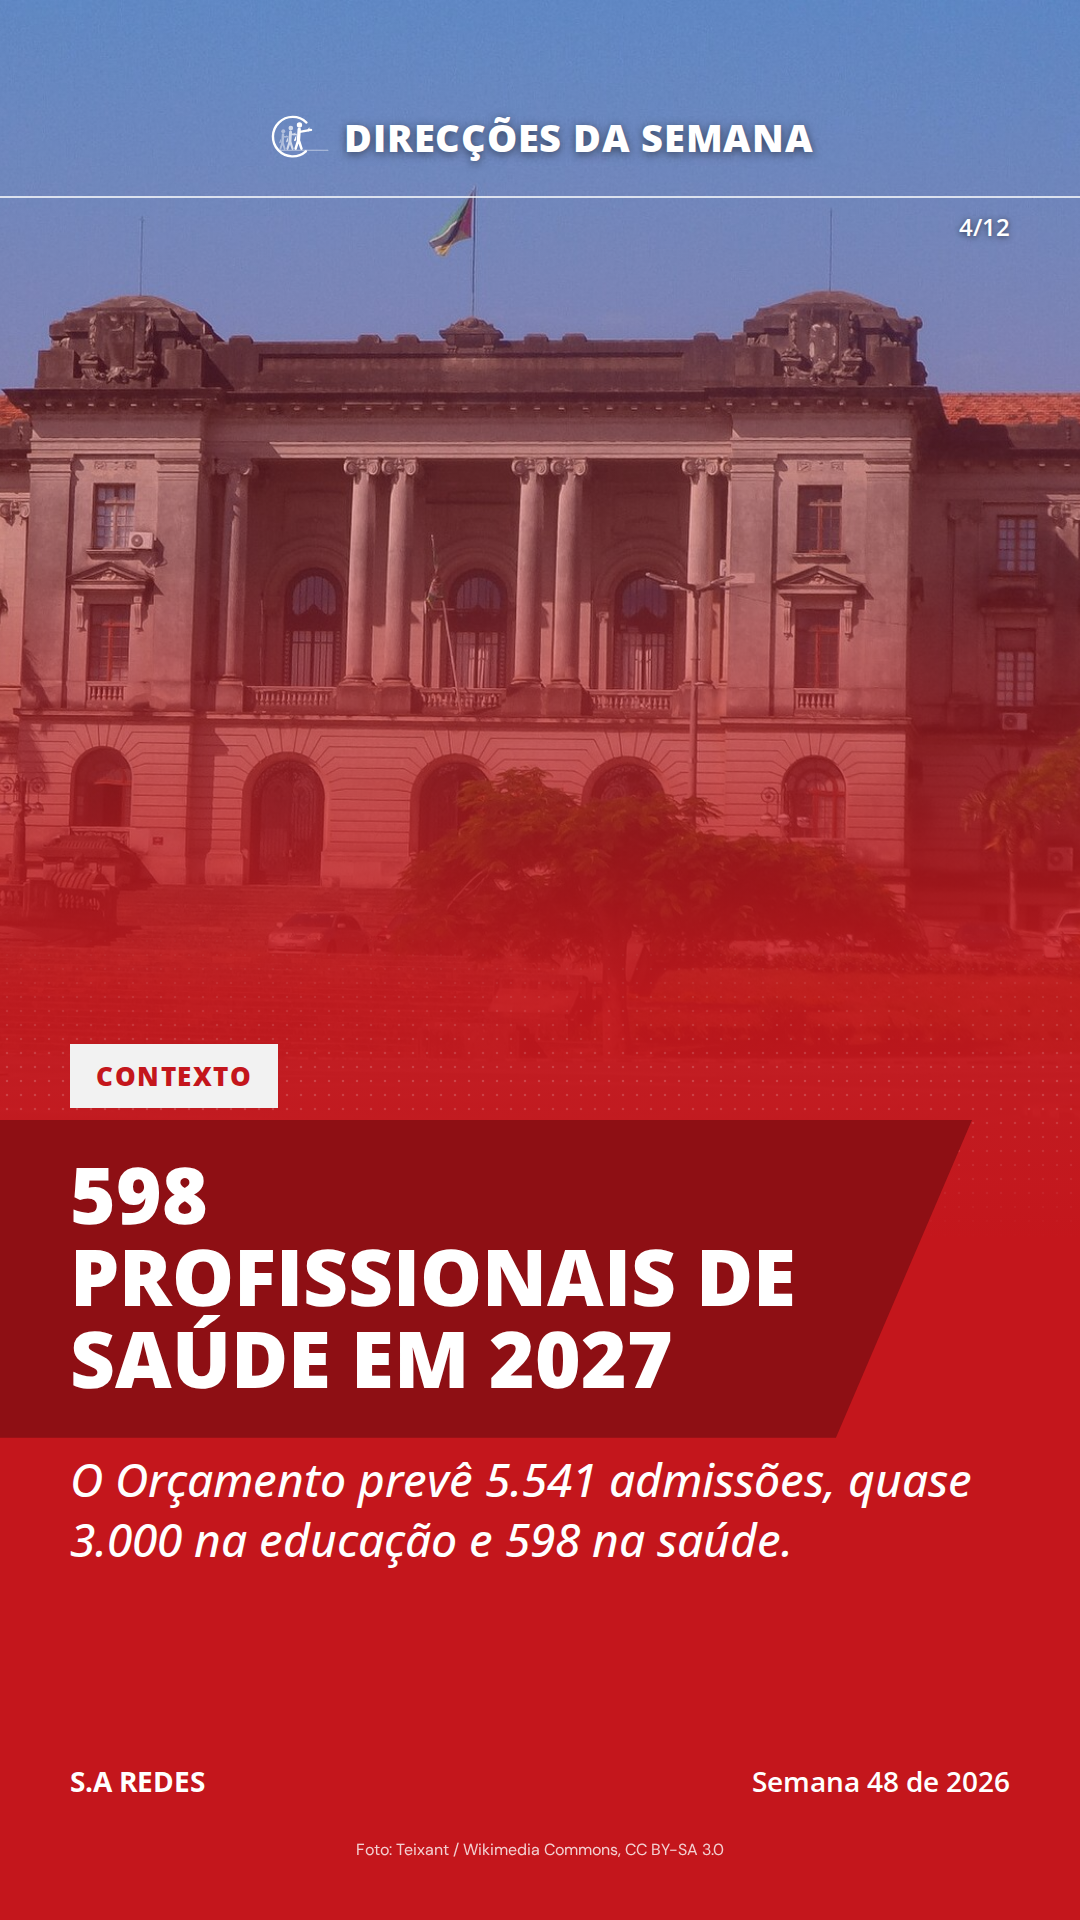 DIRECÇÕES DA SEMANA
4/12
CONTEXTO
598
PROFISSIONAIS DE
SAÚDE EM 2027
O Orçamento prevê 5.541 admissões, quase
3.000 na educação e 598 na saúde.
S.A REDES
Semana 48 de 2026
Foto: Teixant / Wikimedia Commons, CC BY-SA 3.0